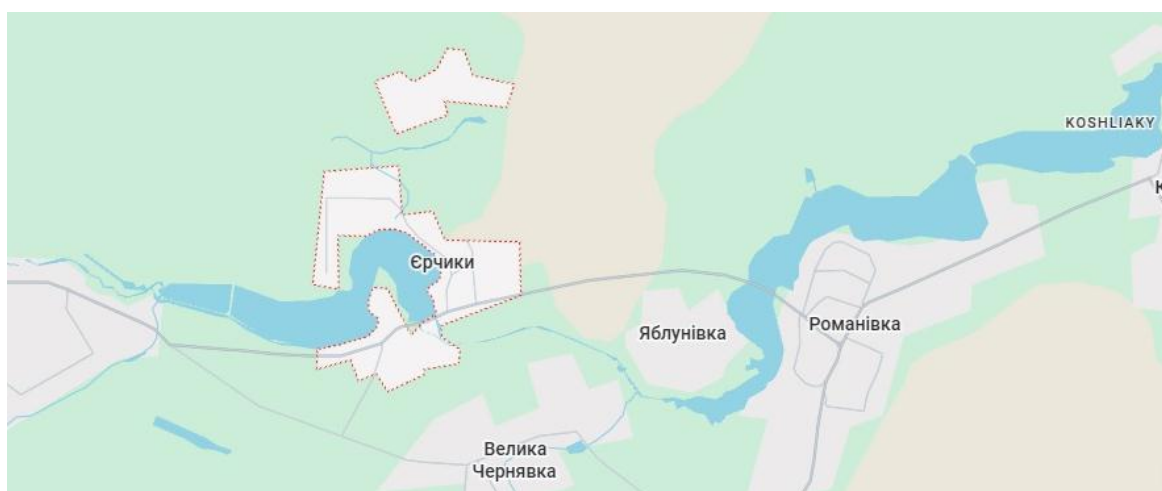 KOSHLIAKY
К
Єрчики
Яблунівка
Романівка
Велика
Чернявка